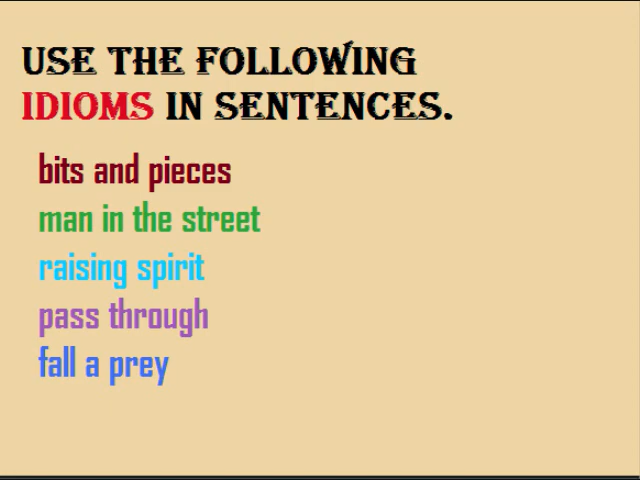 USE THE FOLLOWING
IDIOMS IN SENTENCES.
bits and pieces
man in the street
raising spirit
pass through
fall a prey